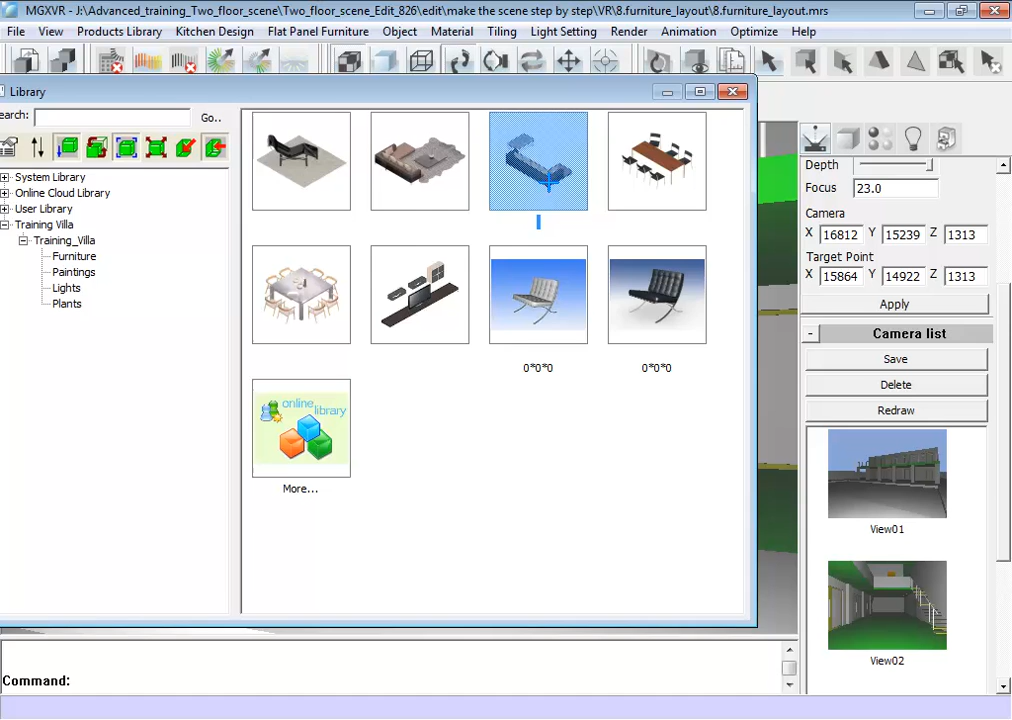 MGXVR - J:\Advanced_training_Two_floor_scene\Two_floor_scene_Edit_826\edit\make the scene step by step\VR\8.furniture_layout\8.furniture_layout.mrs
File View Products Library Kitchen Design Flat Panel Furniture Object Material Tiling Light Setting Render Animation Optimize Help
Library
earch: Go..
System Library
Online Cloud Library
User Library
Training Villa
Training_Villa
Furniture
Paintings
Lights
Plants
0*0*0 0*0*0
online library
More...
Depth
Focus 23.0
Camera
X 16812 Y 15239 Z 1313
Target Point
X 15864 Y 14922 Z 1313
Apply
- Camera list
Save
Delete
Redraw
View01
View02
Command: